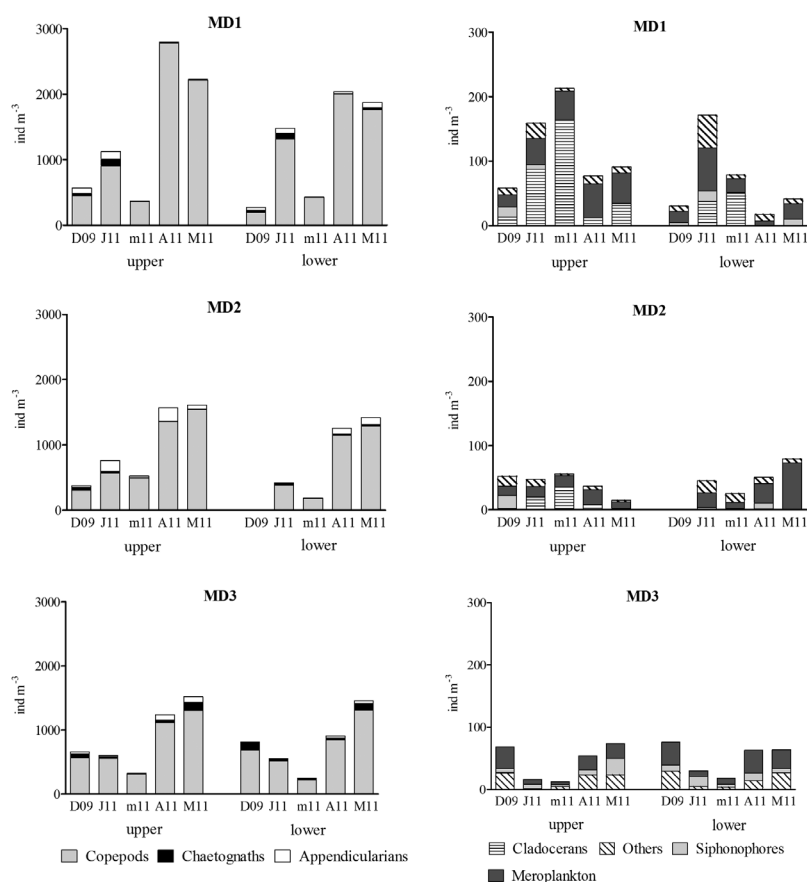 MD1
3000
2000
1000
0
ind m-3
D09 J11 m11 A11 M11 D09 J11 m11 A11 M11
upper lower
MD1
300
200
100
0
ind m-3
D09 J11 m11 A11 M11 D09 J11 m11 A11 M11
upper lower
MD2
3000
2000
1000
0
ind m-3
D09 J11 m11 A11 M11 D09 J11 m11 A11 M11
upper lower
MD2
300
200
100
0
ind m-3
D09 J11 m11 A11 M11 D09 J11 m11 A11 M11
upper lower
MD3
3000
2000
1000
0
ind m-3
D09 J11 m11 A11 M11 D09 J11 m11 A11 M11
upper lower
Copepods Chaetognaths Appendicularians
MD3
300
200
100
0
ind m-3
D09 J11 m11 A11 M11 D09 J11 m11 A11 M11
upper lower
Cladocerans Others Siphonophores
Meroplankton